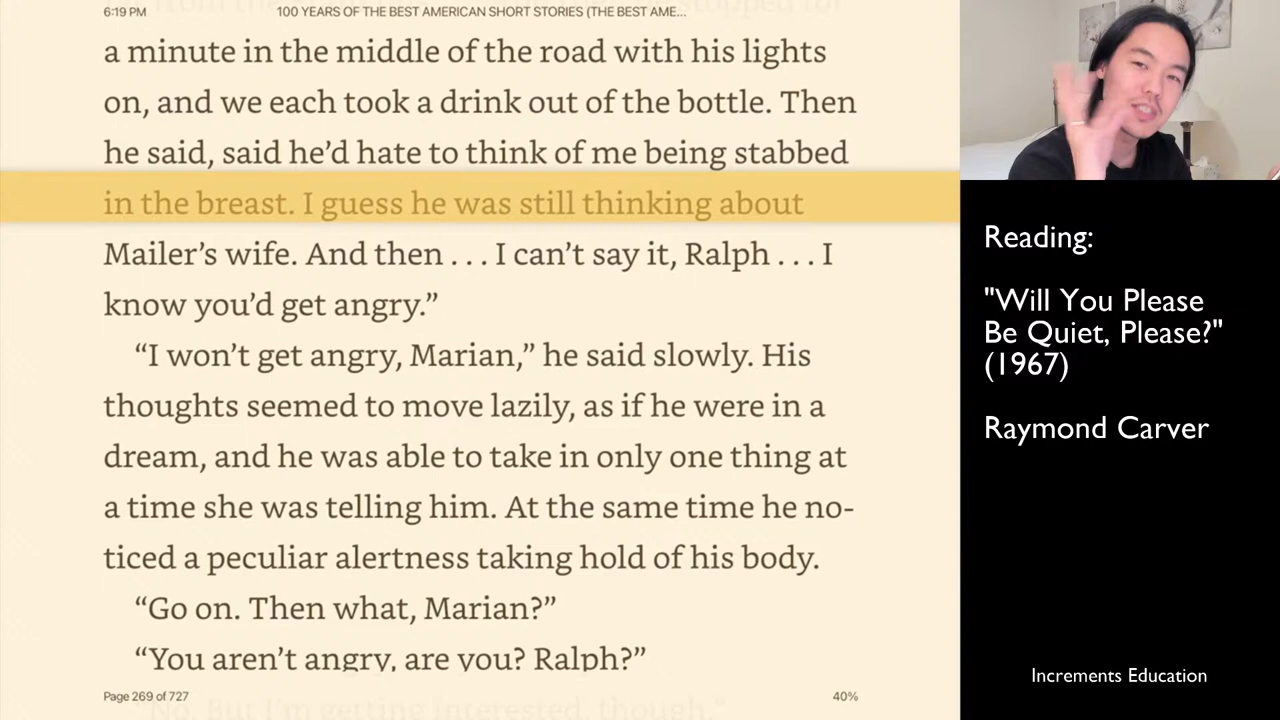 6:19 PM
100 YEARS OF THE BEST AMERICAN SHORT STORIES (THE BEST AME...
a minute in the middle of the road with his lights
on, and we each took a drink out of the bottle. Then
he said, said he’d hate to think of me being stabbed
in the breast. I guess he was still thinking about
Mailer’s wife. And then . . . I can’t say it, Ralph . . . I
know you’d get angry.”
“I won’t get angry, Marian,” he said slowly. His
thoughts seemed to move lazily, as if he were in a
dream, and he was able to take in only one thing at
a time she was telling him. At the same time he no-
ticed a peculiar alertness taking hold of his body.
“Go on. Then what, Marian?”
“You aren’t angry, are you? Ralph?”
“No. But I’m getting interested, though.”
Page 269 of 727
40%
Reading:
"Will You Please
Be Quiet, Please?"
(1967)
Raymond Carver
Increments Education